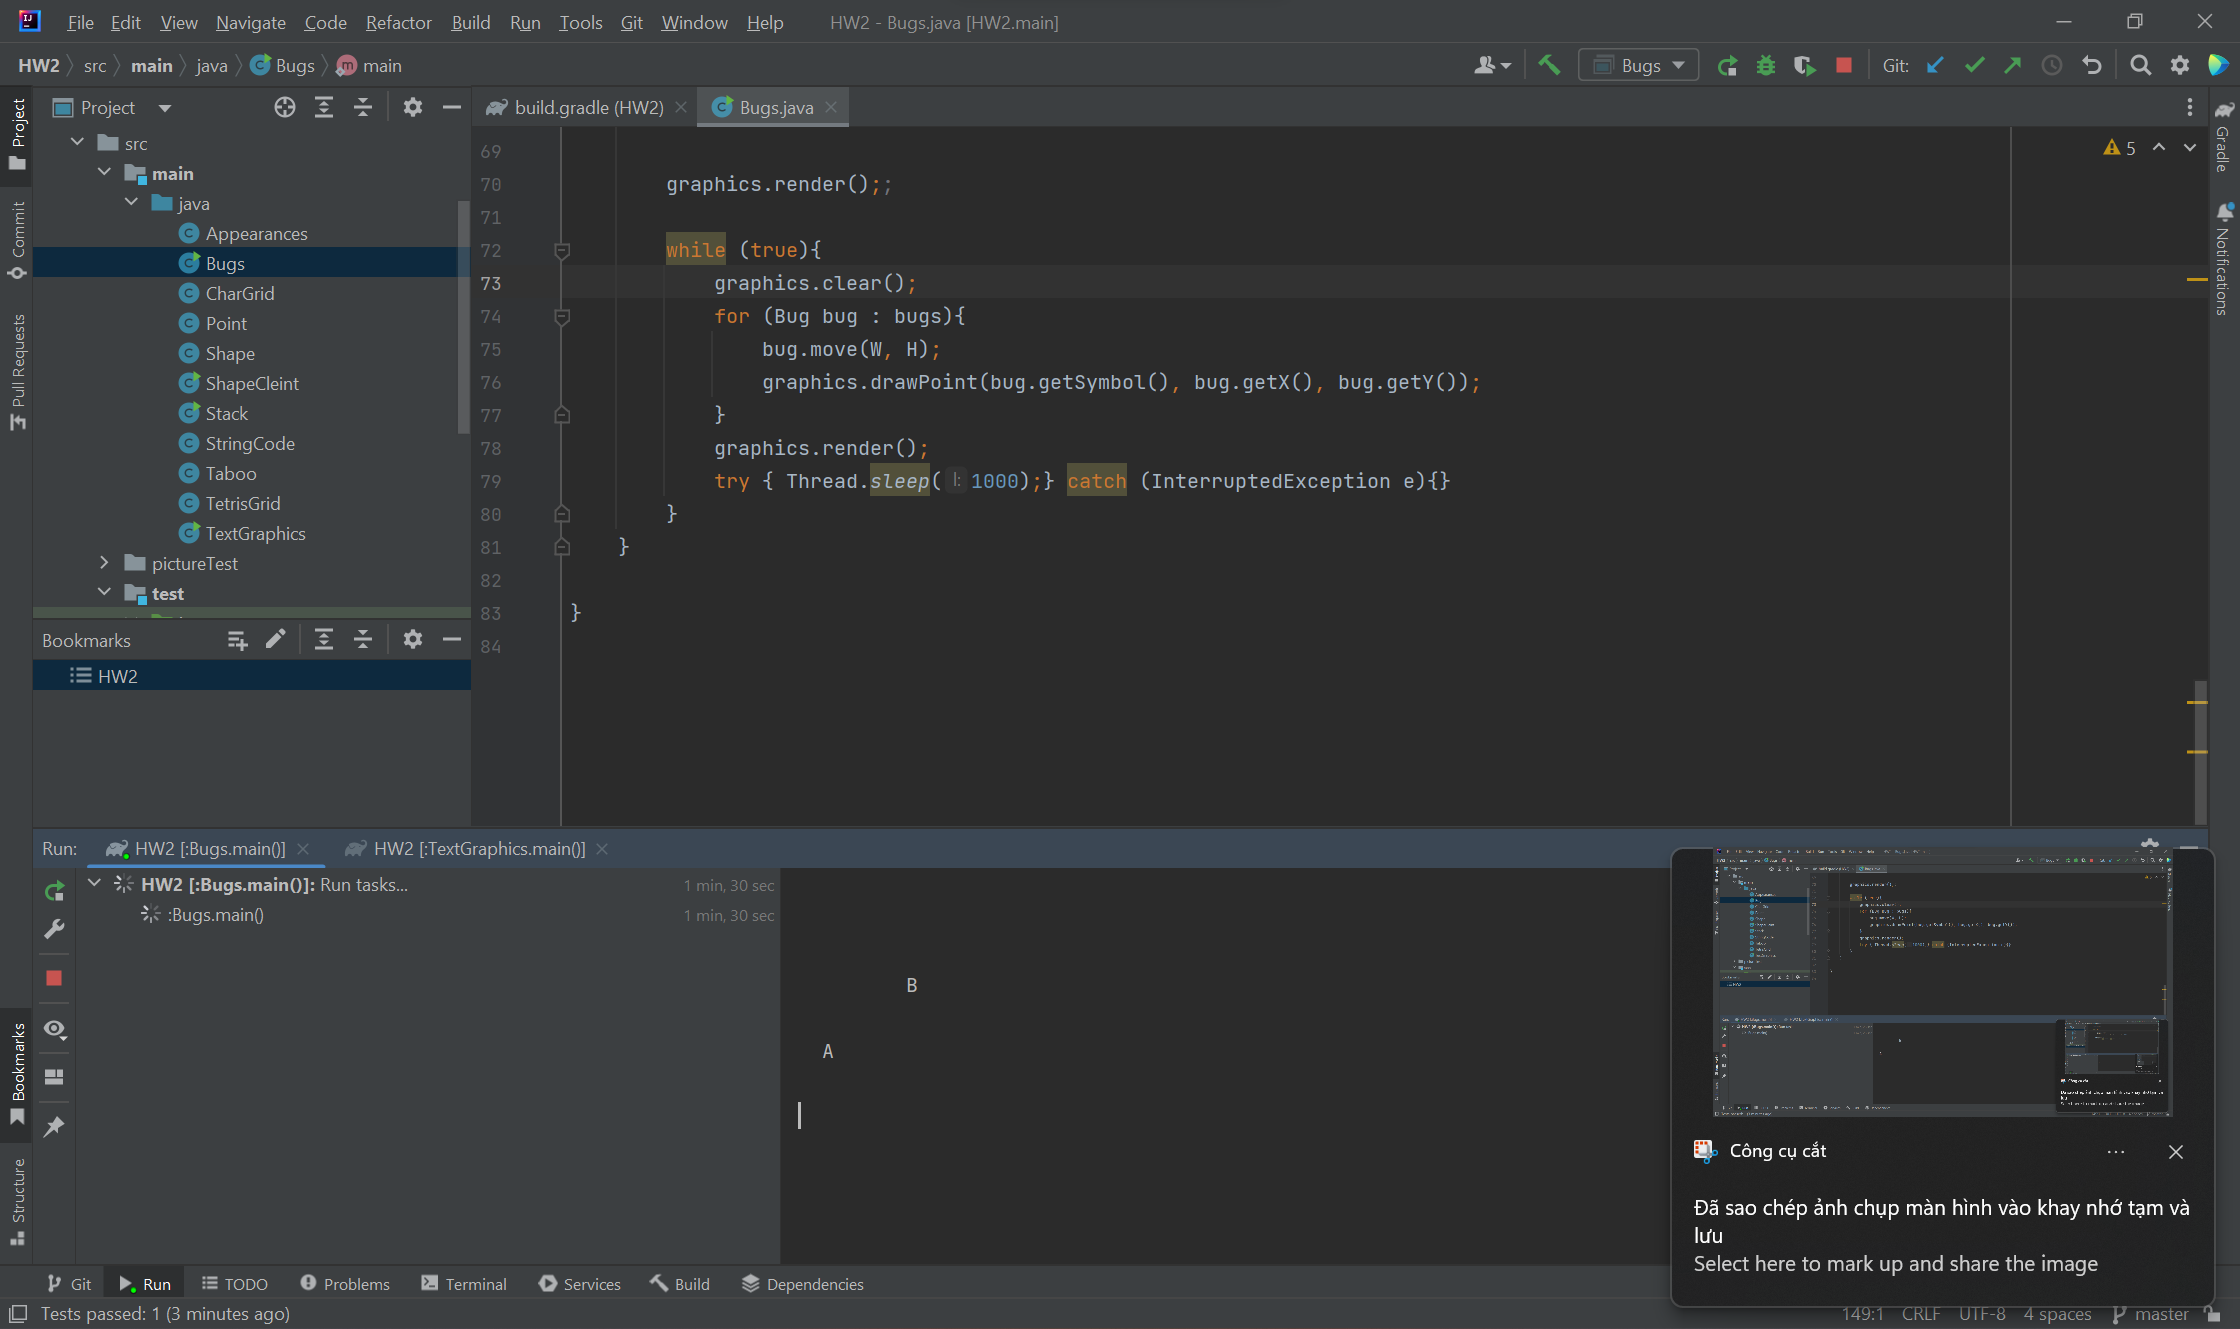 File Edit View Navigate Code Refactor Build Run Tools Git Window Help HW2 - Bugs.java [HW2.main]
HW2 src main java Bugs main
Bugs Git:
Project
build.gradle (HW2) Bugs.java
src
main
java
Appearances
Bugs
CharGrid
Point
Shape
ShapeCleint
Stack
StringCode
Taboo
TetrisGrid
TextGraphics
pictureTest
test
Bookmarks
HW2
Project
Commit
Pull Requests
Bookmarks
Structure
Gradle
Notifications
5
69
70 graphics.render();;
71
72 while (true){
73 graphics.clear();
74 for (Bug bug : bugs){
75 bug.move(W, H);
76 graphics.drawPoint(bug.getSymbol(), bug.getX(), bug.getY());
77 }
78 graphics.render();
79 try { Thread.sleep( l: 1000);} catch (InterruptedException e){}
80 }
81 }
82
83 }
84
Run: HW2 [:Bugs.main()] HW2 [:TextGraphics.main()]
HW2 [:Bugs.main()]: Run tasks... 1 min, 30 sec
:Bugs.main() 1 min, 30 sec
B
A
Công cụ cắt
Đã sao chép ảnh chụp màn hình vào khay nhớ tạm và
lưu
Select here to mark up and share the image
Git Run TODO Problems Terminal Services Build Dependencies
Tests passed: 1 (3 minutes ago)
149:1 CRLF UTF-8 4 spaces master